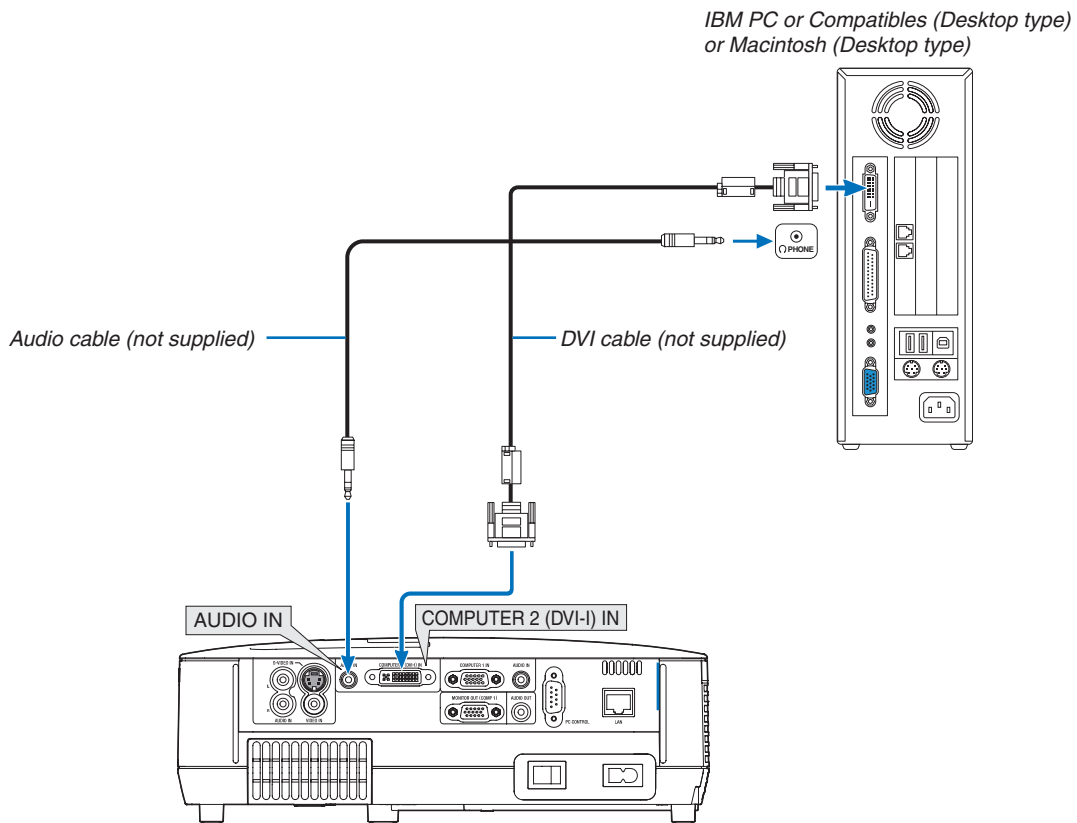 IBM PC or Compatibles (Desktop type)
or Macintosh (Desktop type)
PHONE
Audio cable (not supplied)
DVI cable (not supplied)
AUDIO IN
COMPUTER 2 (DVI-I) IN
S-VIDEO IN
COMPUTER 1 IN
AUDIO IN
L
R
MONITOR OUT (COMP 1)
AUDIO OUT
AUDIO IN
VIDEO IN
PC CONTROL
LAN